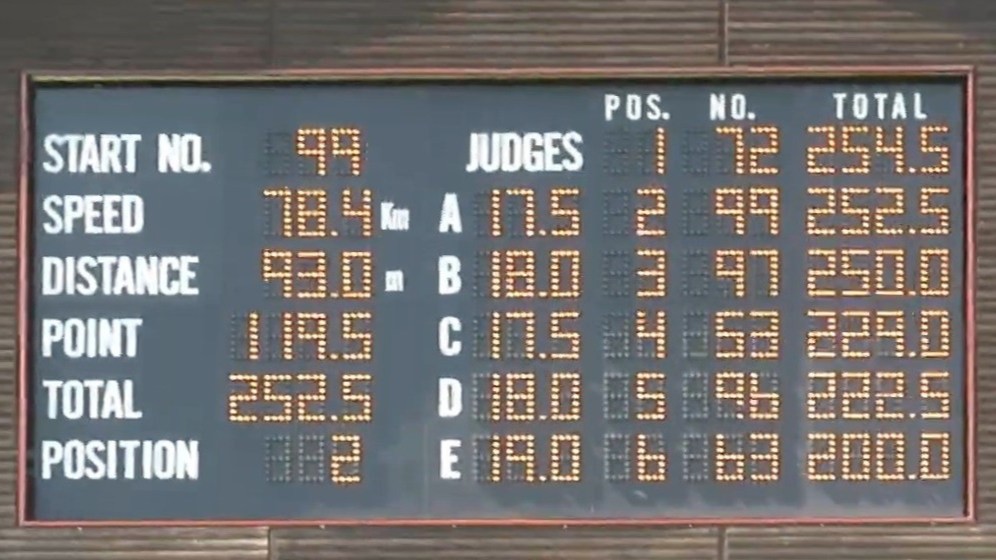 POS. NO. TOTAL
START NO. 99 JUDGES 1 72 254.5
SPEED 78.4 Km A 17.5 2 99 252.5
DISTANCE 93.0 m B 18.0 3 97 250.0
POINT 119.5 C 17.5 4 53 229.0
TOTAL 252.5 D 18.0 5 96 222.5
POSITION 2 E 19.0 6 63 200.0